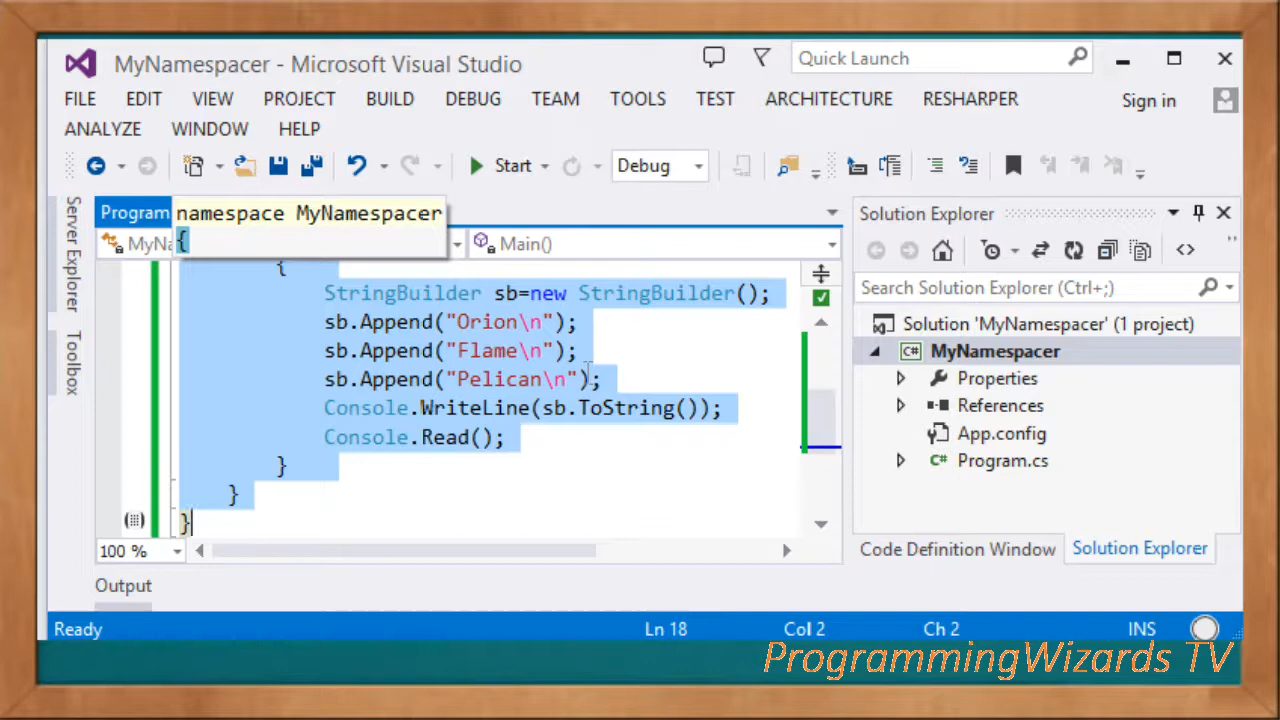 MyNamespacer - Microsoft Visual Studio
Quick Launch
FILE EDIT VIEW PROJECT BUILD DEBUG TEAM TOOLS TEST ARCHITECTURE RESHARPER Sign in
ANALYZE WINDOW HELP
Start Debug
Server Explorer
Toolbox
Program
namespace MyNamespacer
{
MyNa
Main()
{
StringBuilder sb=new StringBuilder();
sb.Append("Orion\n");
sb.Append("Flame\n");
sb.Append("Pelican\n");
Console.WriteLine(sb.ToString());
Console.Read();
}
}
}
100 %
Output
Solution Explorer
Search Solution Explorer (Ctrl+;)
Solution 'MyNamespacer' (1 project)
C# MyNamespacer
Properties
References
App.config
C# Program.cs
Code Definition Window Solution Explorer
Ready Ln 18 Col 2 Ch 2 INS
ProgrammingWizards TV